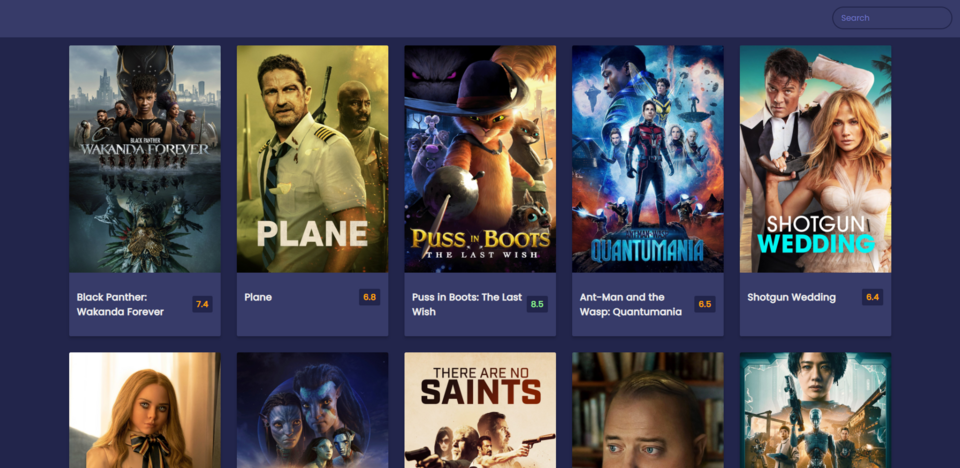 Search
BLACK PANTHER
WAKANDA FOREVER
PLANE
PUSS IN BOOTS
THE LAST WISH
ANT-MAN AND THE WASP
QUANTUMANIA
SHOTGUN
WEDDING
Black Panther:
Wakanda Forever
7.4
Plane
6.8
Puss in Boots: The Last
Wish
8.5
Ant-Man and the
Wasp: Quantumania
6.5
Shotgun Wedding
6.4
THERE ARE NO
SAINTS